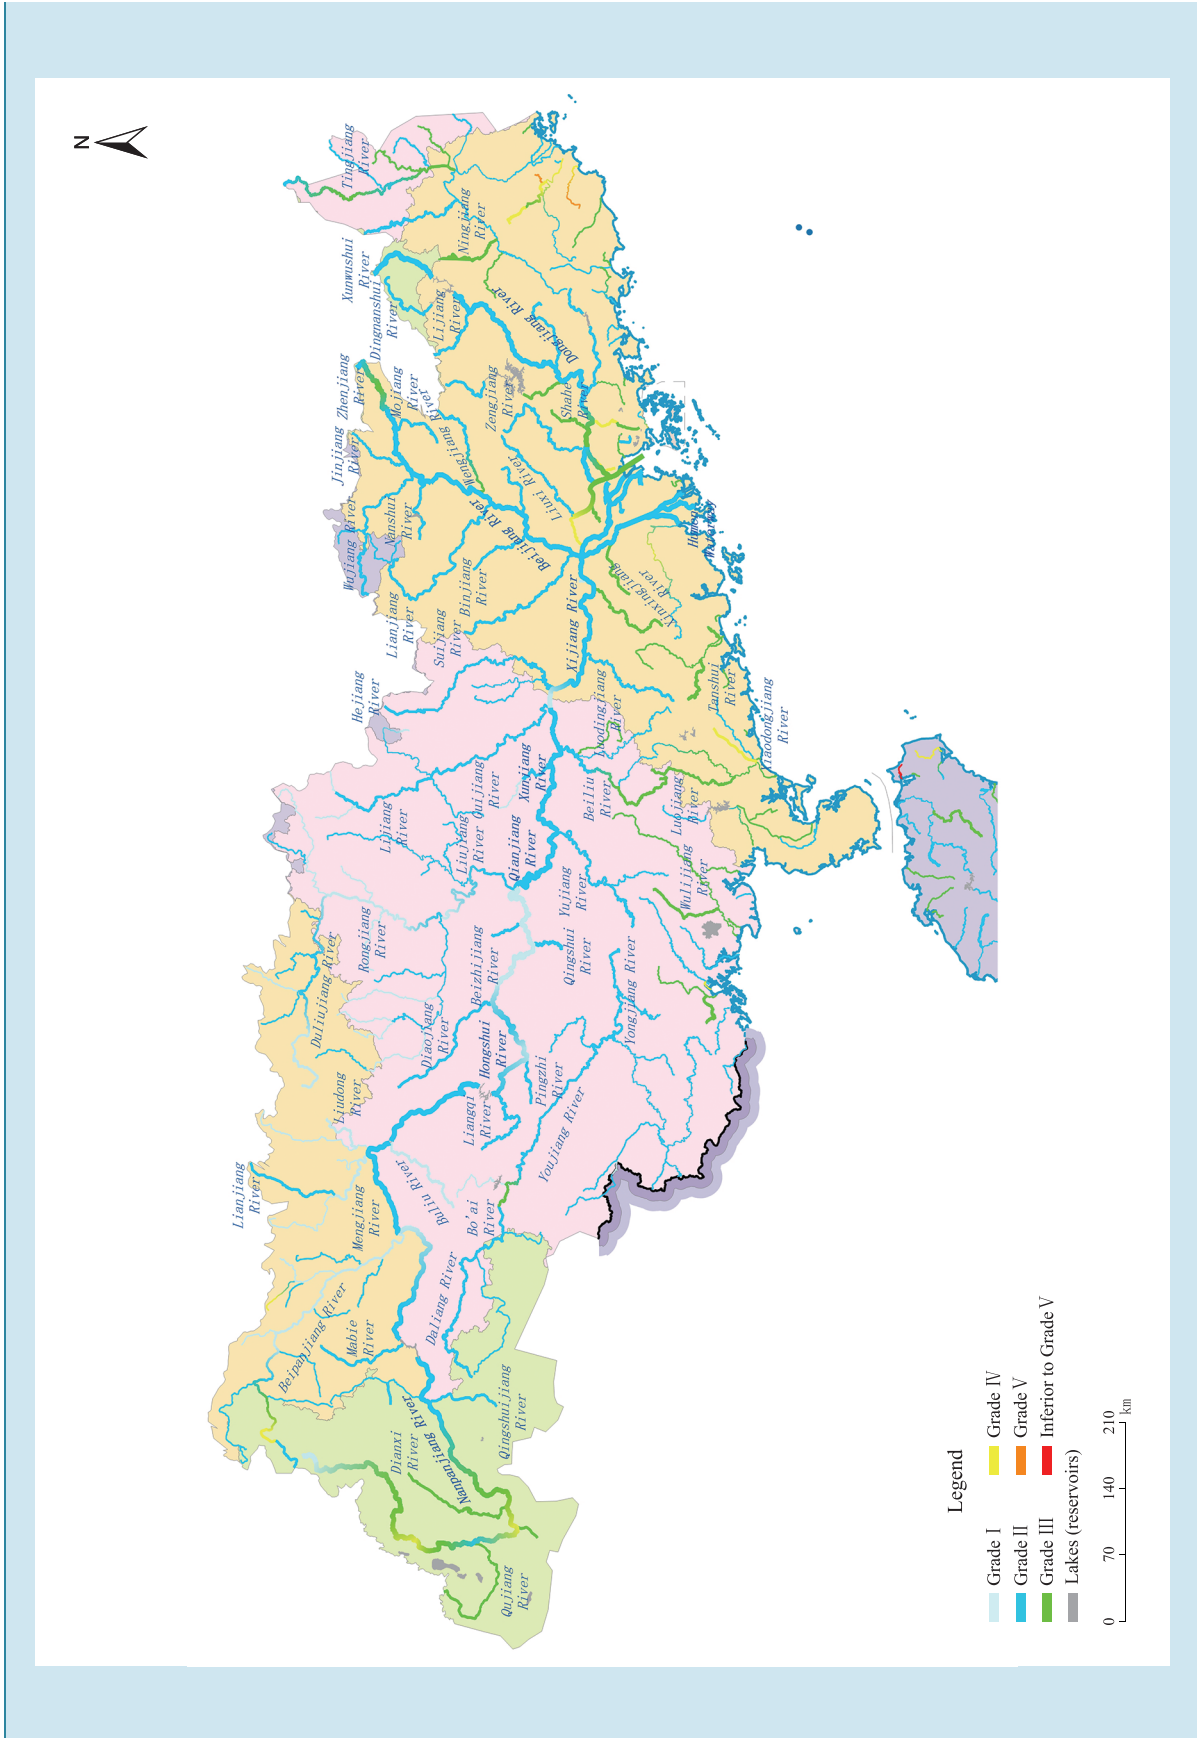 N
Tingjiang
River
Xunwushui
River
Ningjiang
River
Dingnanshui
River
Lijiang
River
Dongjiang River
Zhenjiang
River
Mojiang
River
Jinjiang
River
Wengjiang River
Zengjiang
River
Shahe
River
Wujiang River
Nanshui
River
Liuxi River
Beijiang River
Lianjiang
River
Binjiang
River
Suijiang
River
Xijiang River
Xinxingjiang
River
Hejiang
River
Luodingjiang
River
Tanshui
River
Xiaodongjiang
River
Lijiang
River
Guijiang
River
Xunjiang
River
Beiliu
River
Luojiang
River
Liujiang
River
Qianjiang
River
Yujiang
River
Wulijiang
River
Rongjiang
River
Duliujiang River
Beizhijiang
River
Qingshui
River
Yongjiang River
Diaojiang
River
Hongshui
River
Pingzhi
River
Liudong
River
Liangqi
River
Youjiang River
Lianjiang
River
Mengjiang
River
Buliu River
Bo'ai
River
Beipanjiang River
Mabie
River
Daliang River
Nanpanjiang River
Dianxi
River
Qingshuijiang
River
Qujiang
River
Legend
Grade I
Grade II
Grade III
Lakes (reservoirs)
Grade IV
Grade V
Inferior to Grade V
0 70 140 210
km